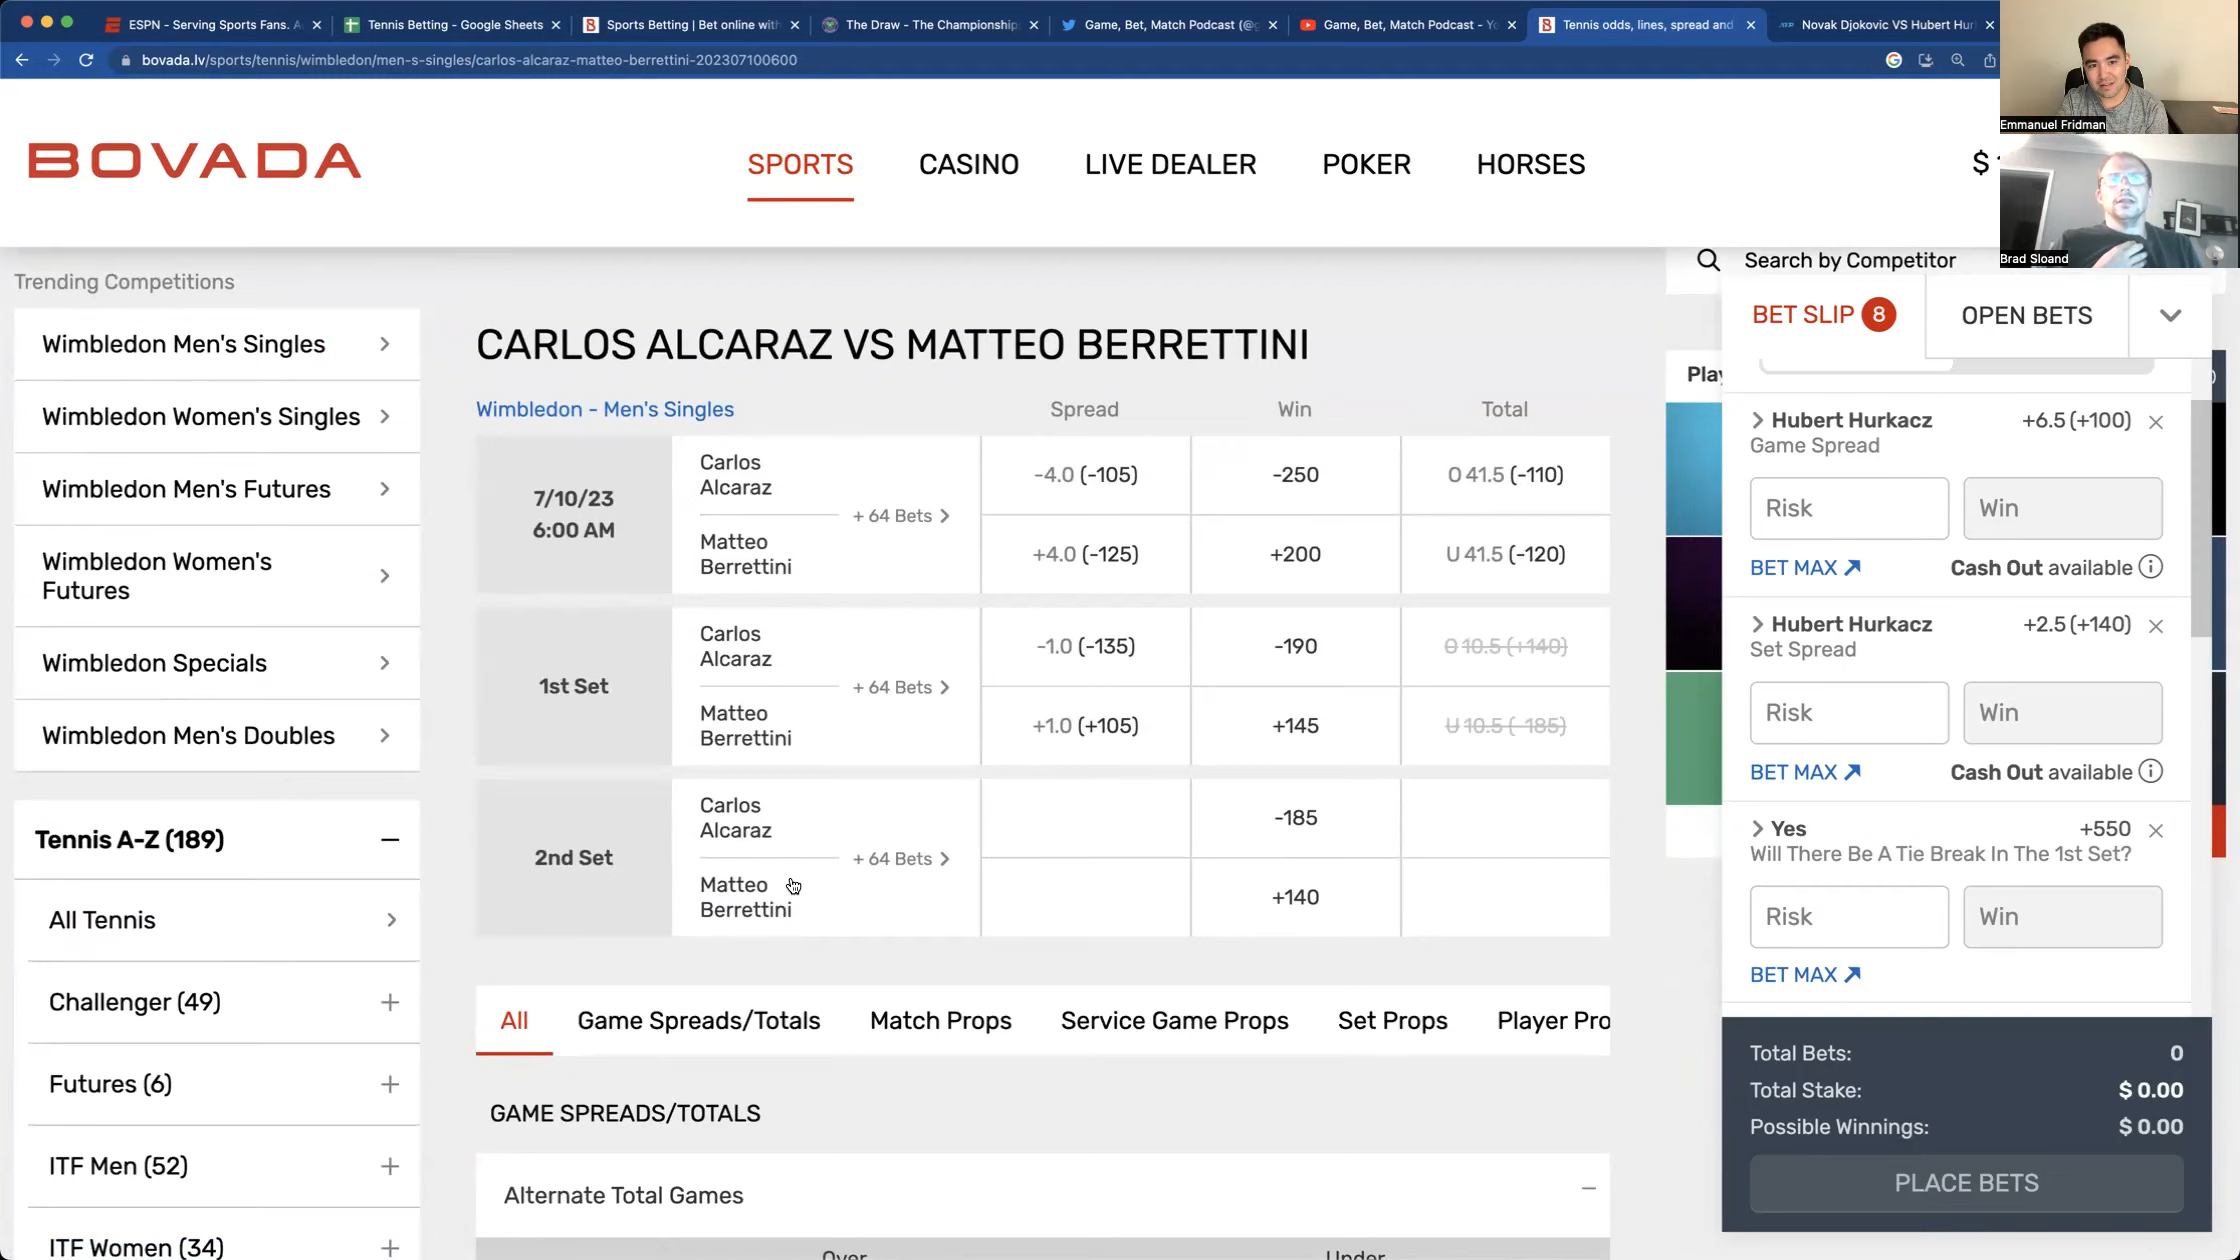 ESPN - Serving Sports Fans. A
Tennis Betting - Google Sheets
Sports Betting | Bet online with
The Draw - The Championship
Game, Bet, Match Podcast (@g
Game, Bet, Match Podcast - Yo
Tennis odds, lines, spread and
Novak Djokovic VS Hubert Hur
bovada.lv/sports/tennis/wimbledon/men-s-singles/carlos-alcaraz-matteo-berrettini-202307100600
Emmanuel Fridman
Brad Sloand
BOVADA
SPORTS
CASINO
LIVE DEALER
POKER
HORSES
$
Trending Competitions
Wimbledon Men's Singles
Wimbledon Women's Singles
Wimbledon Men's Futures
Wimbledon Women's
Futures
Wimbledon Specials
Wimbledon Men's Doubles
Tennis A-Z (189)
All Tennis
Challenger (49)
Futures (6)
ITF Men (52)
ITF Women (34)
CARLOS ALCARAZ VS MATTEO BERRETTINI
Wimbledon - Men's Singles
Spread
Win
Total
7/10/23
6:00 AM
Carlos
Alcaraz
+ 64 Bets
Matteo
Berrettini
-4.0 (-105)
-250
O 41.5 (-110)
+4.0 (-125)
+200
U 41.5 (-120)
1st Set
Carlos
Alcaraz
+ 64 Bets
Matteo
Berrettini
-1.0 (-135)
-190
O 10.5 (+140)
+1.0 (+105)
+145
U 10.5 (-185)
2nd Set
Carlos
Alcaraz
+ 64 Bets
Matteo
Berrettini
-185
+140
All
Game Spreads/Totals
Match Props
Service Game Props
Set Props
Player Pro
GAME SPREADS/TOTALS
Alternate Total Games
Over
Under
Search by Competitor
Play
BET SLIP 8
OPEN BETS
Hubert Hurkacz
+6.5 (+100)
Game Spread
Risk
Win
BET MAX
Cash Out available
Hubert Hurkacz
+2.5 (+140)
Set Spread
Risk
Win
BET MAX
Cash Out available
Yes
+550
Will There Be A Tie Break In The 1st Set?
Risk
Win
BET MAX
Total Bets:
0
Total Stake:
$ 0.00
Possible Winnings:
$ 0.00
PLACE BETS